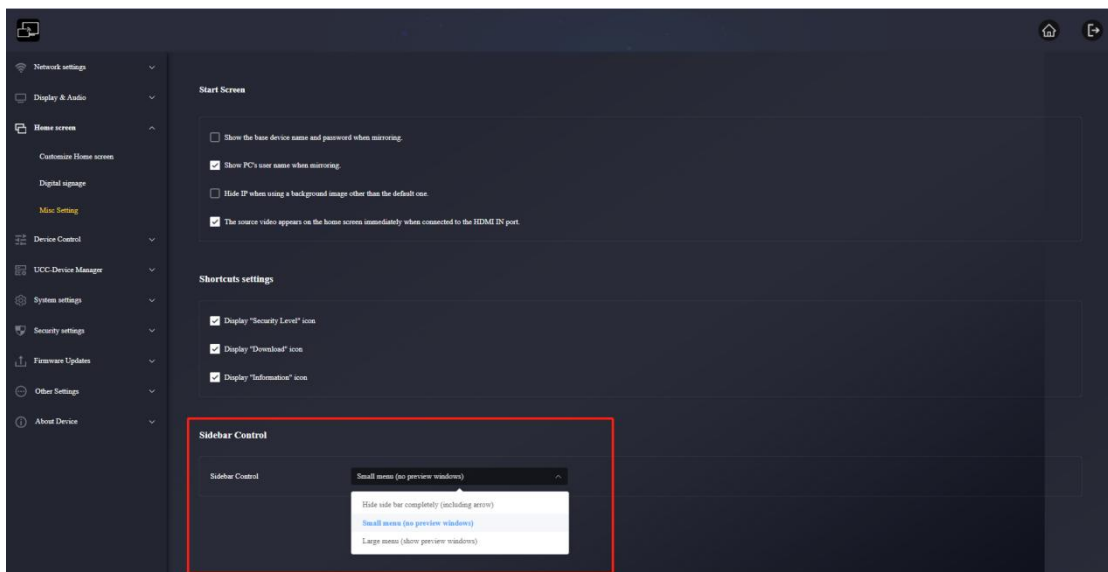 Network settings
Display & Audio
Home screen
Customize Home screen
Digital signage
Misc Setting
Device Control
UCC-Device Manager
System settings
Security settings
Firmware Updates
Other Settings
About Device
Start Screen
Show the base device name and password when mirroring.
Show PC's user name when mirroring.
Hide IP when using a background image other than the default one.
The source video appears on the home screen immediately when connected to the HDMI IN port.
Shortcuts settings
Display "Security Level" icon
Display "Download" icon
Display "Information" icon
Sidebar Control
Sidebar Control
Small menu (no preview windows)
Hide side bar completely (including arrow)
Small menu (no preview windows)
Large menu (show preview windows)